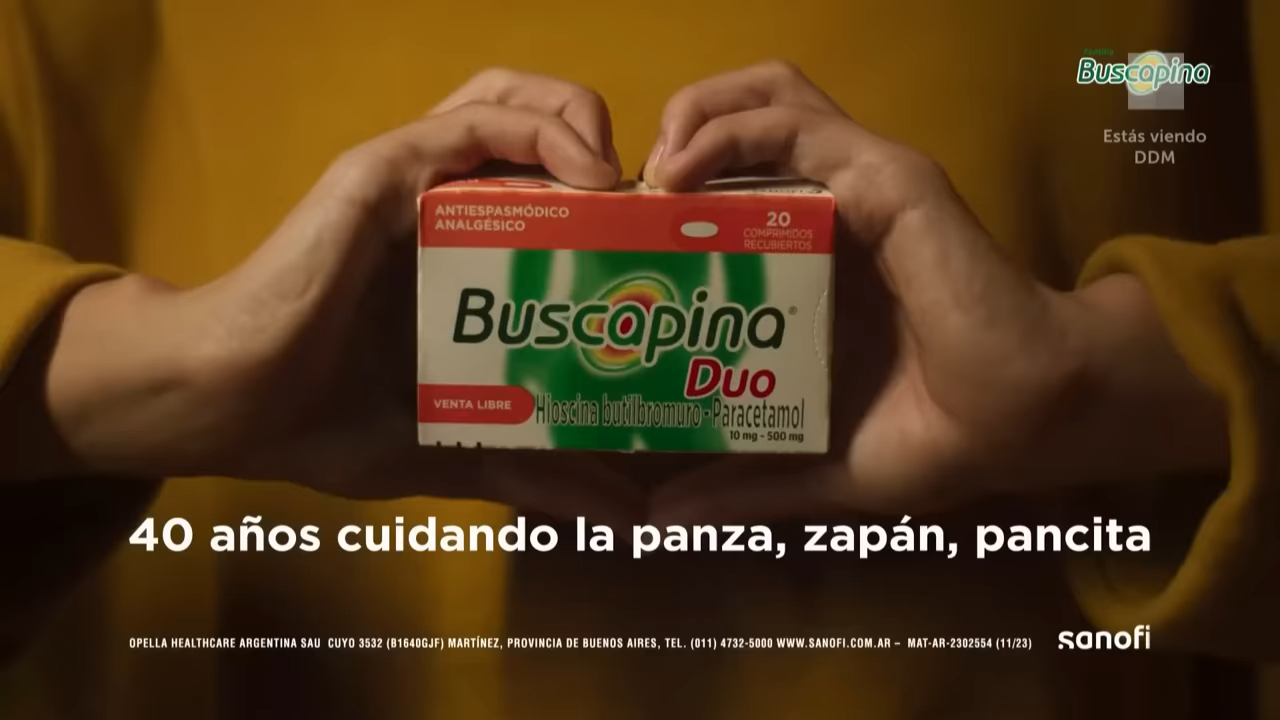 Familia
Buscapina
Estás viendo
DDM
ANTIESPASMÓDICO
ANALGÉSICO
20
COMPRIMIDOS
RECUBIERTOS
Buscapina®
Duo
VENTA LIBRE
Hioscina butilbromuro-Paracetamol
10 mg - 500 mg
40 años cuidando la panza, zapán, pancita
OPELLA HEALTHCARE ARGENTINA SAU CUYO 3532 (B1640GJF) MARTÍNEZ, PROVINCIA DE BUENOS AIRES, TEL. (011) 4732-5000 WWW.SANOFI.COM.AR – MAT-AR-2302554 (11/23)
sanofi